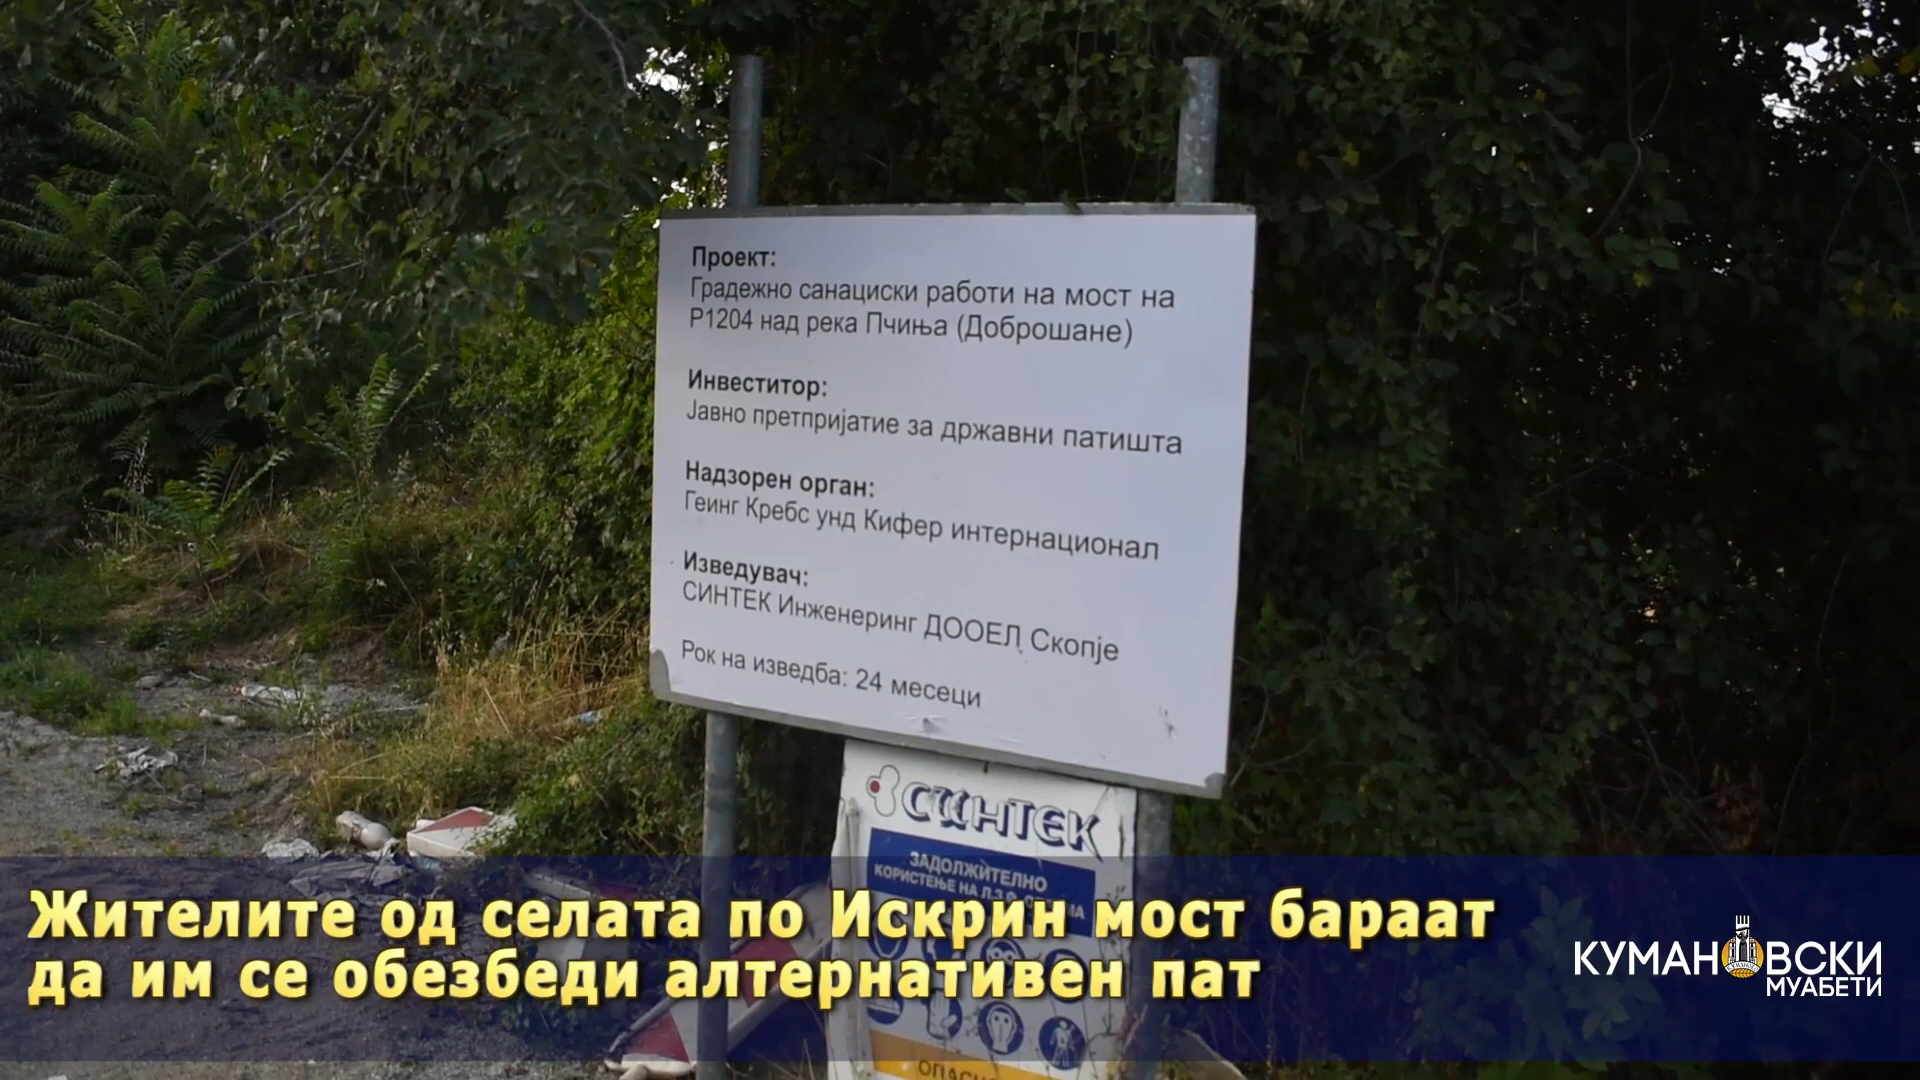 Проект:
Градежно санациски работи на мост на
Р1204 над река Пчиња (Доброшане)
Инвеститор:
Јавно претпријатие за државни патишта
Надзорен орган:
Геинг Кребс унд Кифер интернационал
Изведувач:
СИНТЕК Инженеринг ДООЕЛ Скопје
Рок на изведба: 24 месеци
СИНТЕК
ЗАДОЛЖИТЕЛНО
КОРИСТЕЊЕ НА Л.З.О.
Жителите од селата по Искрин мост бараат
да им се обезбеди алтернативен пат
КУМАНОВСКИ
МУАБЕТИ